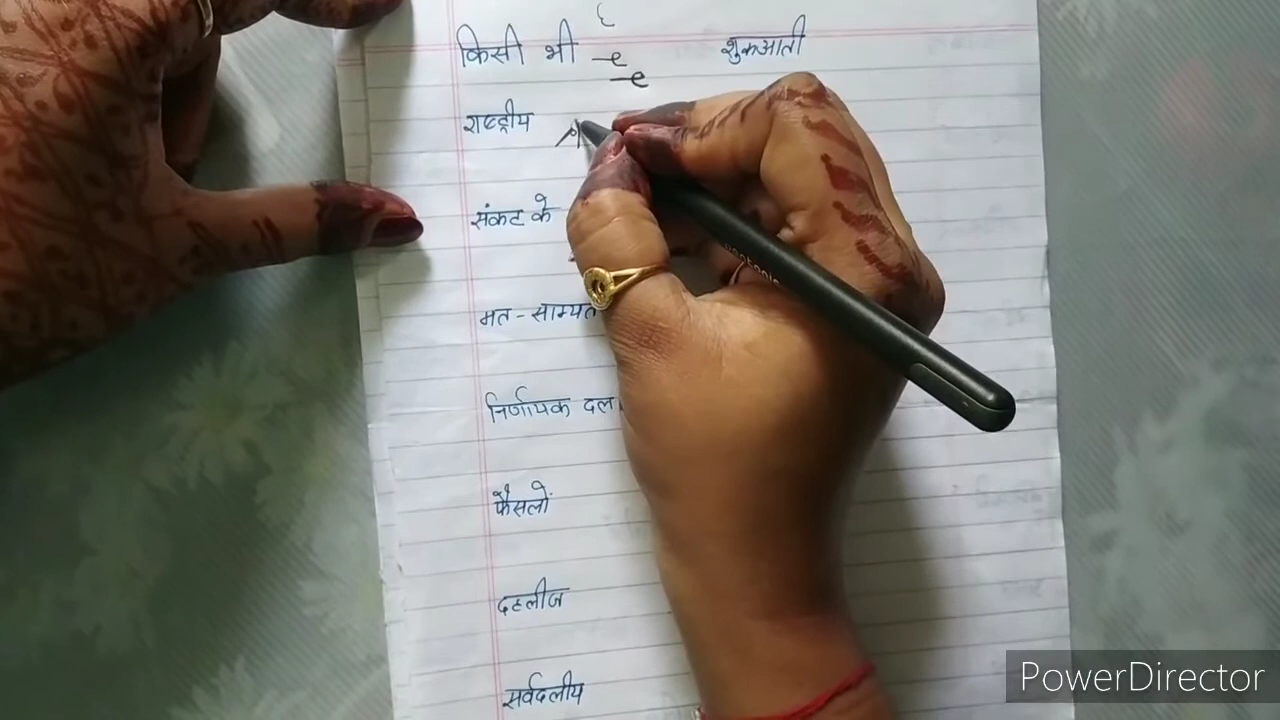 किसी भी शुरुआती
राष्ट्रीय
संकट के
मत-साम्यत
निर्णायक दल
फैसलों
दहलीज
सर्वदलीय
PowerDirector